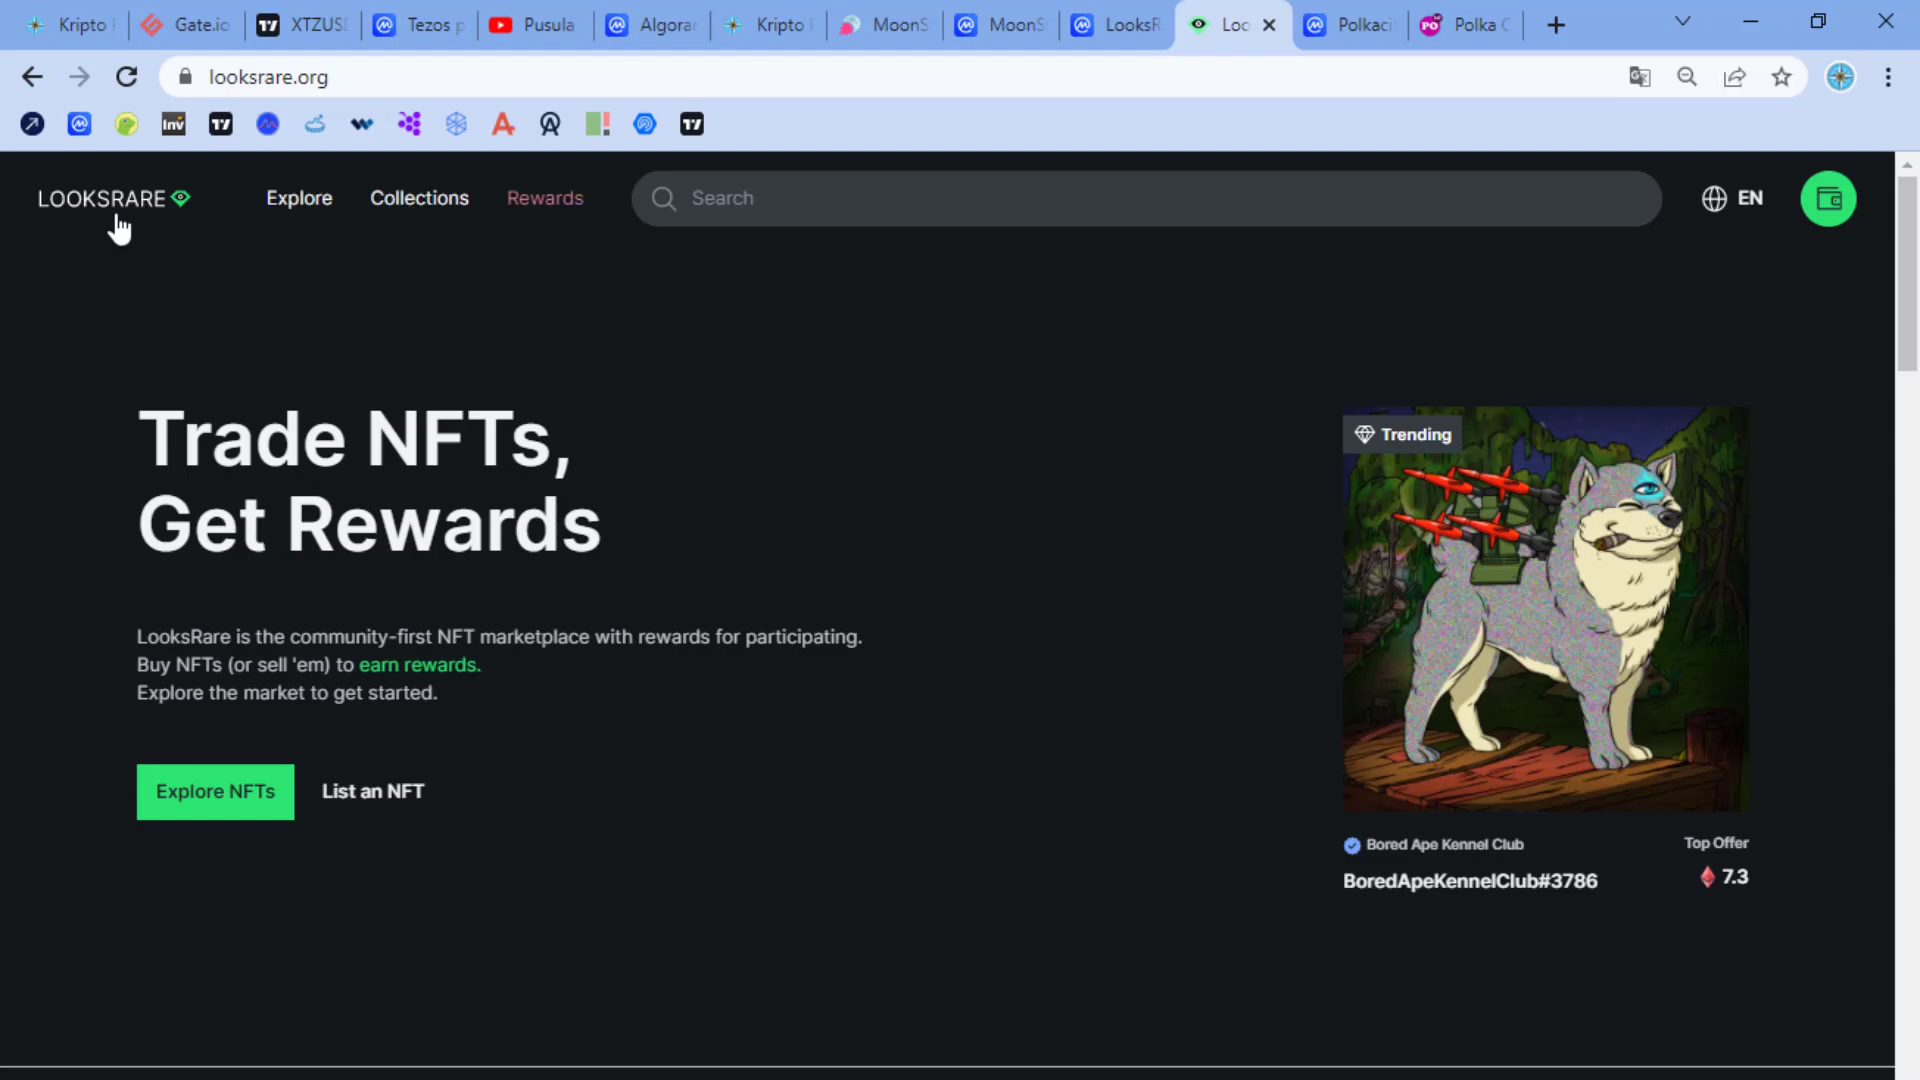 Kripto
Gate.io
XTZUS
Tezos p
Pusula
Algora
Kripto
MoonS
MoonS
LooksR
Loo
Polkaci
Polka C
looksrare.org
LOOKSRARE
Explore
Collections
Rewards
Search
EN
Trade NFTs,
Get Rewards
LooksRare is the community-first NFT marketplace with rewards for participating.
Buy NFTs (or sell 'em) to earn rewards.
Explore the market to get started.
Explore NFTs
List an NFT
Trending
Bored Ape Kennel Club
Top Offer
BoredApeKennelClub#3786
7.3